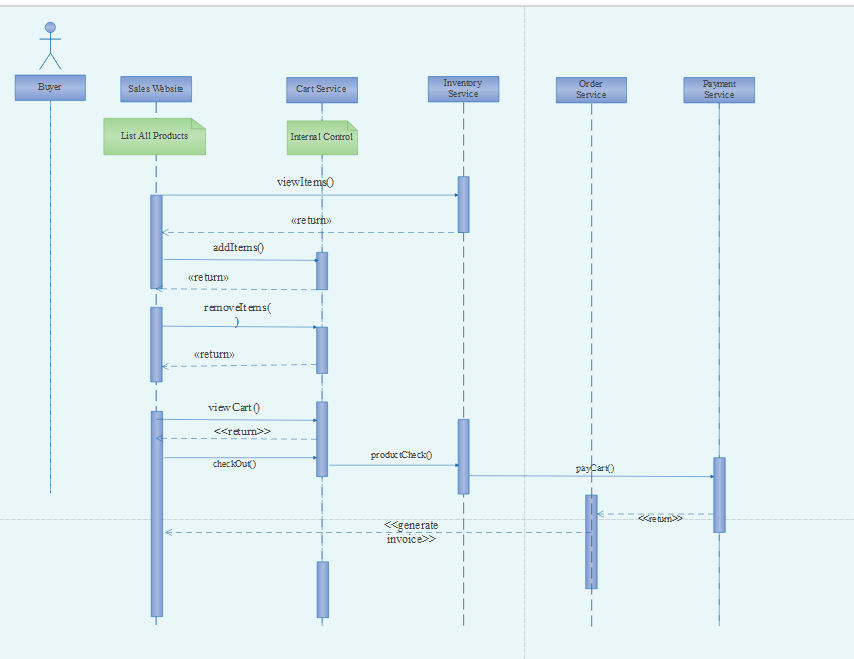 Buyer
Sales Website
Cart Service
Inventory
Service
Order
Service
Payment
Service
List All Products
Internal Control
viewItems()
«return»
addItems()
«return»
removeItems(
)
«return»
viewCart()
<<return>>
checkOut()
productCheck()
payCart()
<<return>>
<<generate
invoice>>